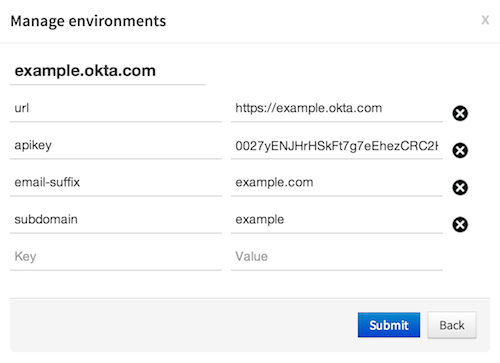 Manage environments x
example.okta.com
url https://example.okta.com
apikey 0027yENJHrHSkFt7g7eEhezCRC2
email-suffix example.com
subdomain example
Key Value
Submit Back